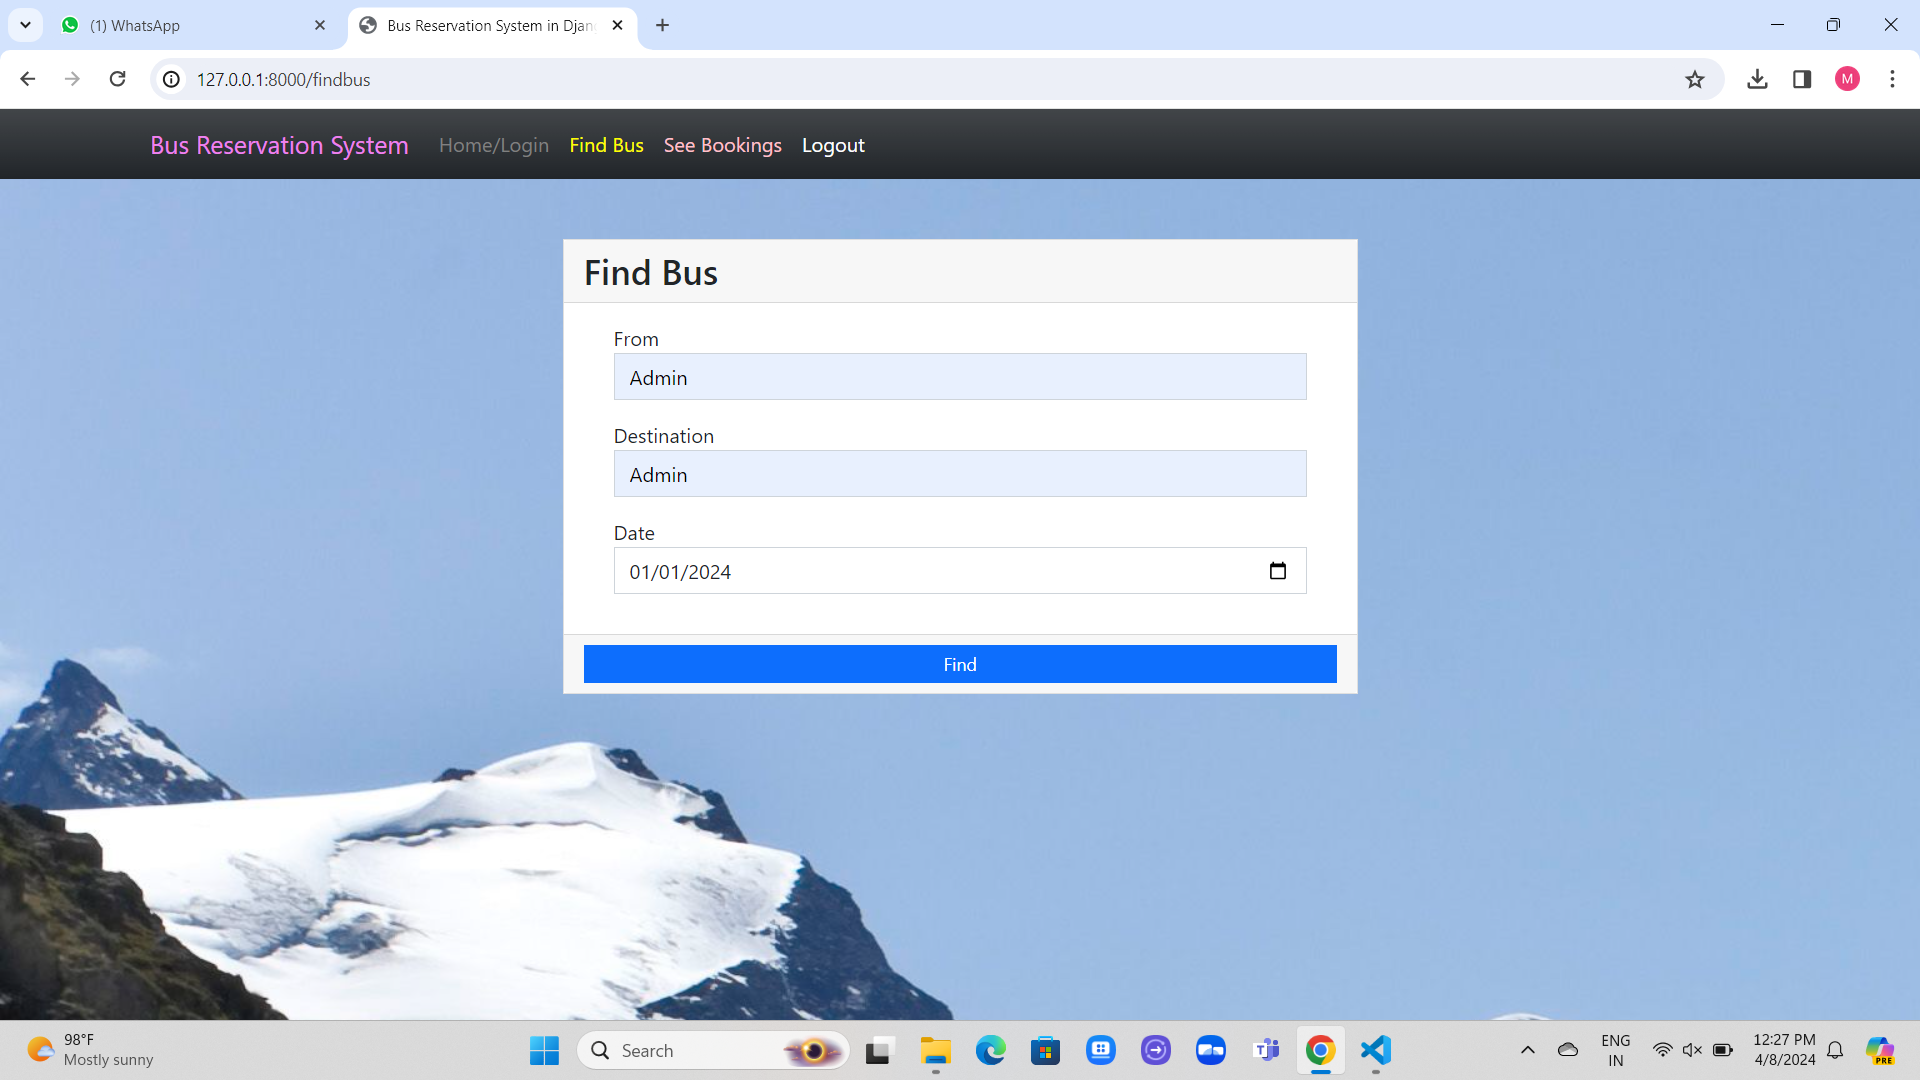 (1) WhatsApp
Bus Reservation System in Djan
127.0.0.1:8000/findbus
M
Bus Reservation System Home/Login Find Bus See Bookings Logout
Find Bus
From
Admin
Destination
Admin
Date
01/01/2024
Find
98°F
Mostly sunny
Search
T
PRE
ENG
IN
12:27 PM
4/8/2024